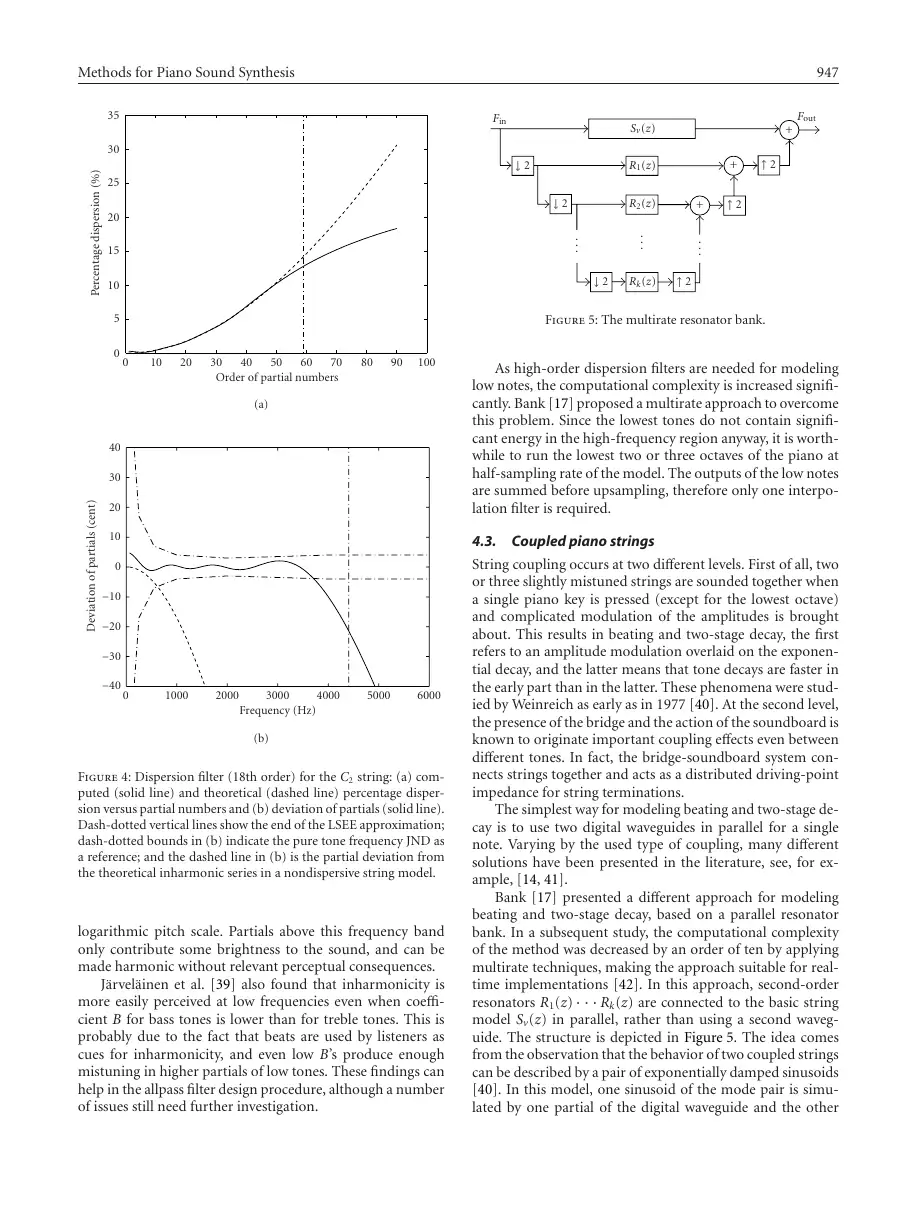 Methods for Piano Sound Synthesis 947
35
30
25
20
15
10
5
0
Percentage dispersion (%)
0 10 20 30 40 50 60 70 80 90 100
Order of partial numbers
(a)
40
30
20
10
0
−10
−20
−30
−40
Deviation of partials (cent)
0 1000 2000 3000 4000 5000 6000
Frequency (Hz)
(b)
Figure 4: Dispersion filter (18th order) for the C2 string: (a) com-
puted (solid line) and theoretical (dashed line) percentage disper-
sion versus partial numbers and (b) deviation of partials (solid line).
Dash-dotted vertical lines show the end of the LSEE approximation;
dash-dotted bounds in (b) indicate the pure tone frequency JND as
a reference; and the dashed line in (b) is the partial deviation from
the theoretical inharmonic series in a nondispersive string model.
logarithmic pitch scale. Partials above this frequency band
only contribute some brightness to the sound, and can be
made harmonic without relevant perceptual consequences.
Järveläinen et al. [39] also found that inharmonicity is
more easily perceived at low frequencies even when coeffi-
cient B for bass tones is lower than for treble tones. This is
probably due to the fact that beats are used by listeners as
cues for inharmonicity, and even low B’s produce enough
mistuning in higher partials of low tones. These findings can
help in the allpass filter design procedure, although a number
of issues still need further investigation.
Fin Sv(z) + Fout
↓ 2 R1(z) + ↑ 2
↓ 2 R2(z) + ↑ 2
⋮ ⋮ ⋮
↓ 2 Rk(z) ↑ 2
Figure 5: The multirate resonator bank.
As high-order dispersion filters are needed for modeling
low notes, the computational complexity is increased signifi-
cantly. Bank [17] proposed a multirate approach to overcome
this problem. Since the lowest tones do not contain signifi-
cant energy in the high-frequency region anyway, it is worth-
while to run the lowest two or three octaves of the piano at
half-sampling rate of the model. The outputs of the low notes
are summed before upsampling, therefore only one interpo-
lation filter is required.
4.3. Coupled piano strings
String coupling occurs at two different levels. First of all, two
or three slightly mistuned strings are sounded together when
a single piano key is pressed (except for the lowest octave)
and complicated modulation of the amplitudes is brought
about. This results in beating and two-stage decay, the first
refers to an amplitude modulation overlaid on the exponen-
tial decay, and the latter means that tone decays are faster in
the early part than in the latter. These phenomena were stud-
ied by Weinreich as early as in 1977 [40]. At the second level,
the presence of the bridge and the action of the soundboard is
known to originate important coupling effects even between
different tones. In fact, the bridge-soundboard system con-
nects strings together and acts as a distributed driving-point
impedance for string terminations.
The simplest way for modeling beating and two-stage de-
cay is to use two digital waveguides in parallel for a single
note. Varying by the used type of coupling, many different
solutions have been presented in the literature, see, for ex-
ample, [14, 41].
Bank [17] presented a different approach for modeling
beating and two-stage decay, based on a parallel resonator
bank. In a subsequent study, the computational complexity
of the method was decreased by an order of ten by applying
multirate techniques, making the approach suitable for real-
time implementations [42]. In this approach, second-order
resonators R1(z) · · · Rk(z) are connected to the basic string
model Sv(z) in parallel, rather than using a second waveg-
uide. The structure is depicted in Figure 5. The idea comes
from the observation that the behavior of two coupled strings
can be described by a pair of exponentially damped sinusoids
[40]. In this model, one sinusoid of the mode pair is simu-
lated by one partial of the digital waveguide and the other